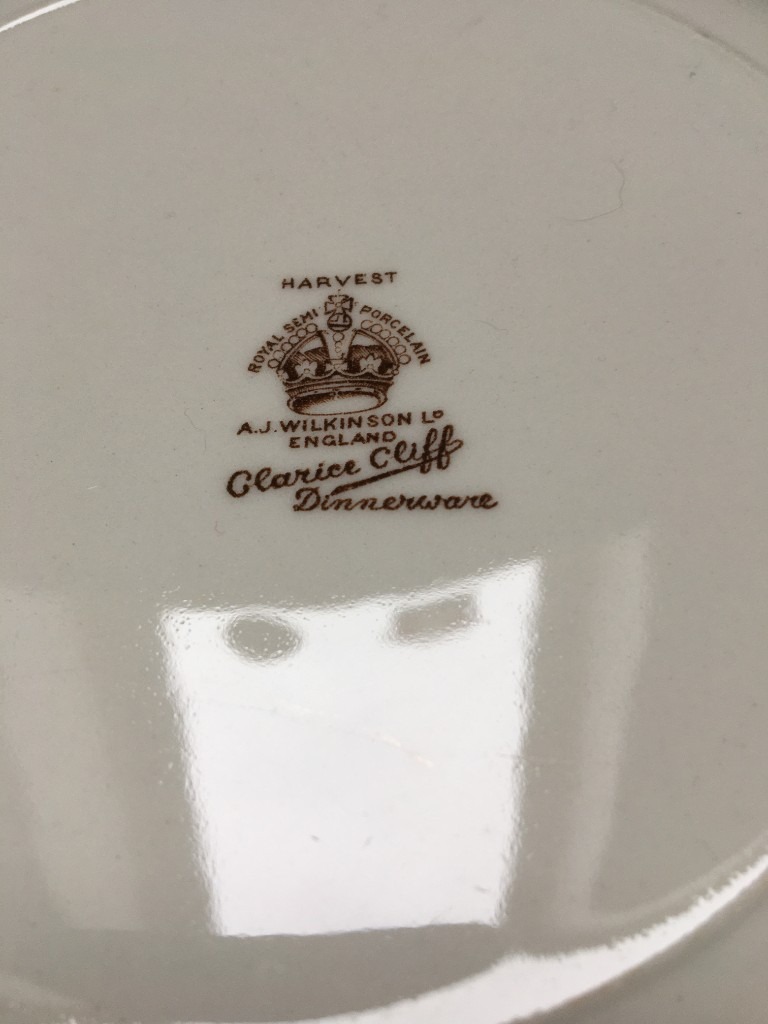 HARVEST
ROYAL SEMI PORCELAIN
A.J. WILKINSON LD
ENGLAND
Clarice Cliff
Dinnerware